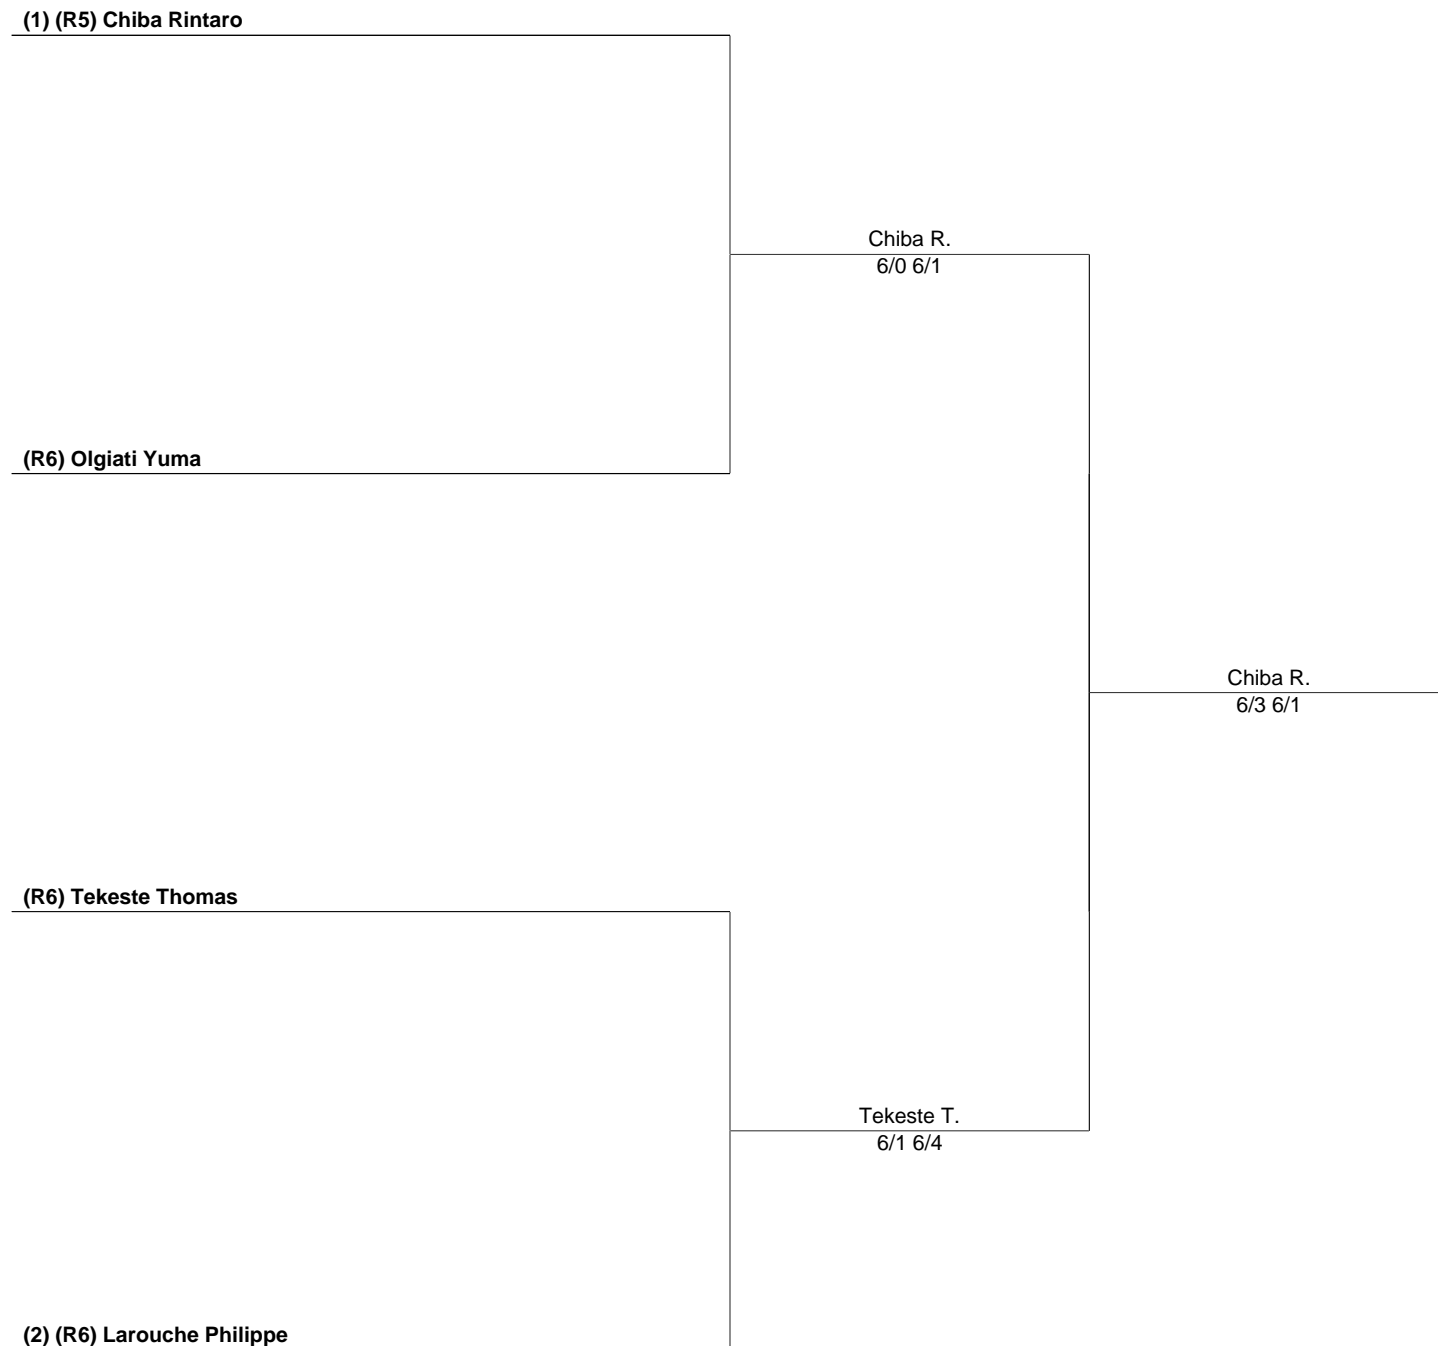 (1) (R5) Chiba Rintaro
Chiba R.
6/0 6/1
(R6) Olgiati Yuma
Chiba R.
6/3 6/1
(R6) Tekeste Thomas
Tekeste T.
6/1 6/4
(2) (R6) Larouche Philippe